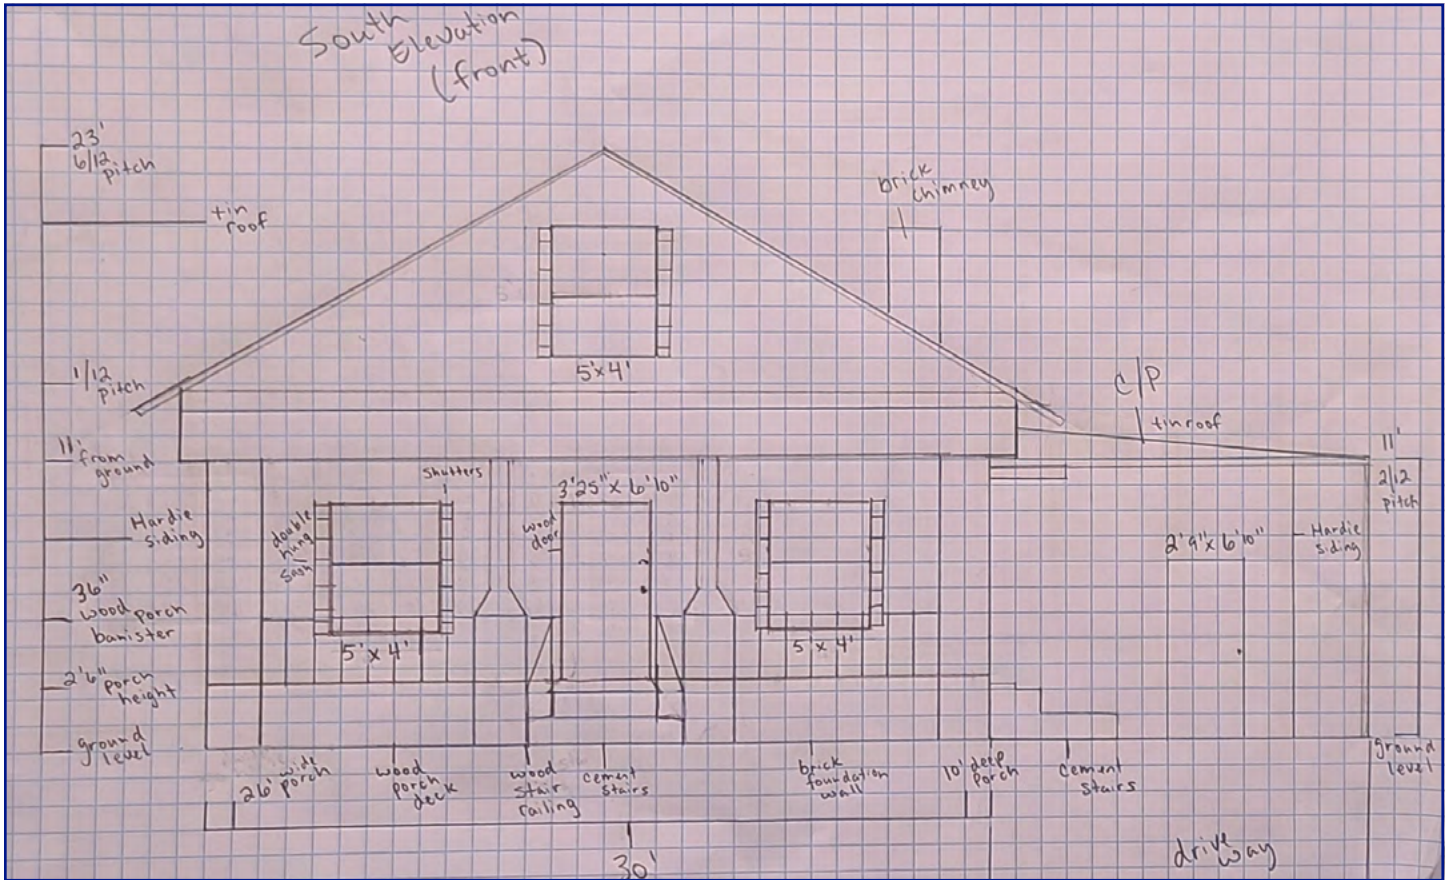 South
Elevation
(front)
23'
6/12
pitch
tin
roof
brick
chimney
5'x4'
1/12
pitch
C/P
tin roof
11'
from
ground
shutters
3'25" x 6'10"
11'
2/12
pitch
Hardie
siding
double
hung
sash
wood
door
2'9" x 6'10"
Hardie
siding
36"
wood porch
banister
5'x4'
5'x4'
2'6" porch
height
ground
level
26' wide
porch
wood
porch
deck
wood
stair
railing
cement
stairs
brick
foundation
wall
10' deep
porch
cement
stairs
ground
level
30'
drive way